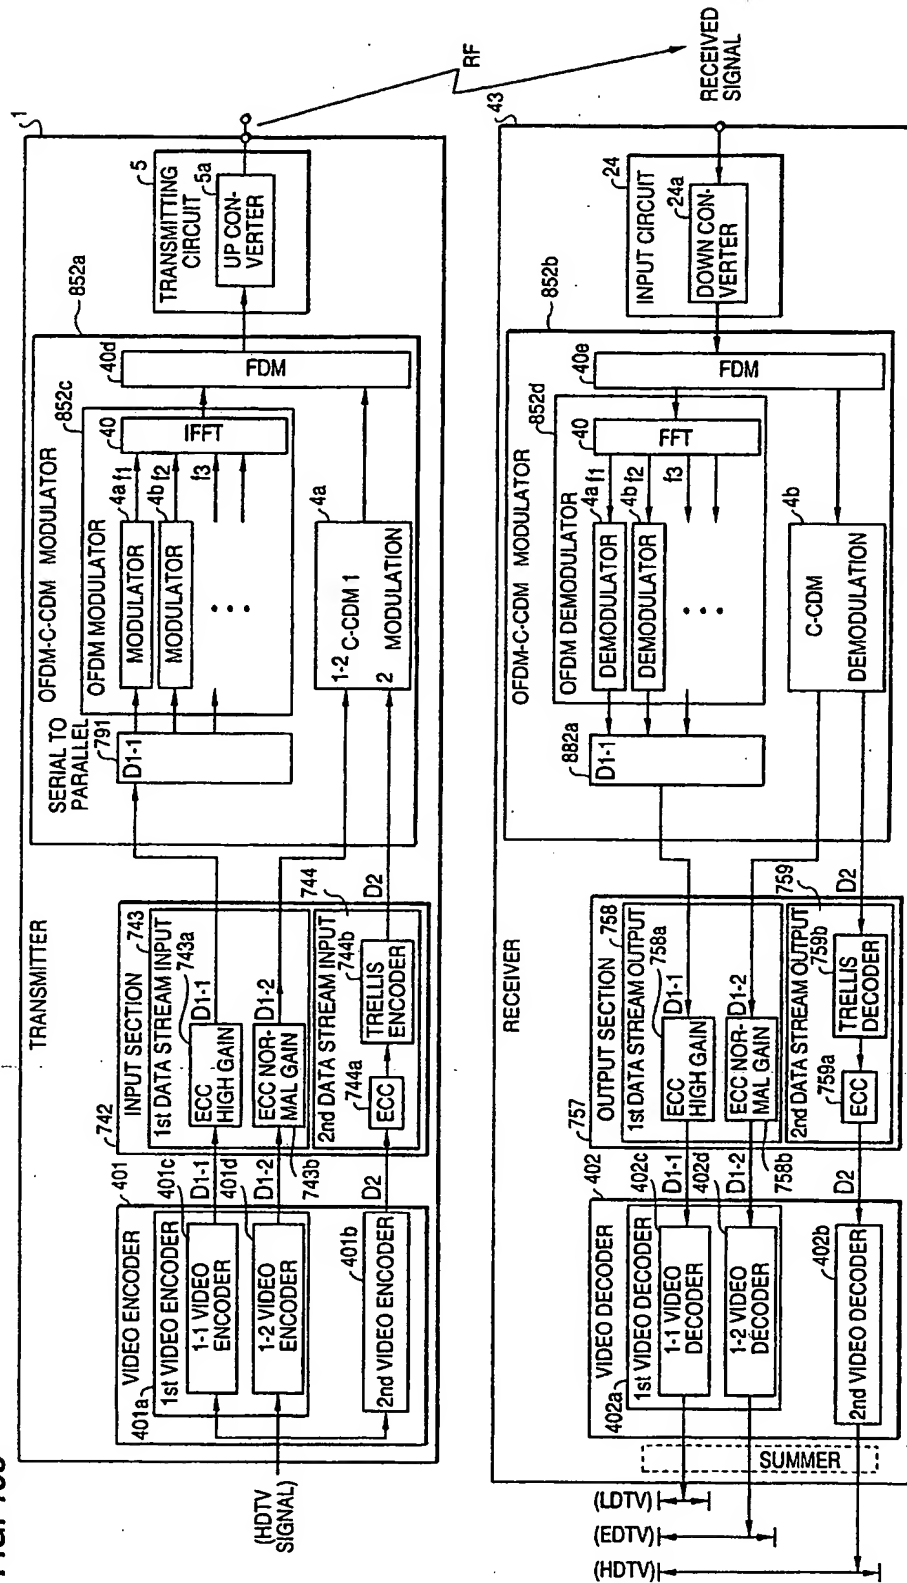 TRANSMITTER
1
(HDTV
SIGNAL)
VIDEO ENCODER
401
401a
1st VIDEO ENCODER
401c
1-1 VIDEO
ENCODER
401d
1-2 VIDEO
ENCODER
401b
2nd VIDEO ENCODER
D1-1
D1-2
D2
742
INPUT SECTION
743
1st DATA STREAM INPUT
743a
ECC
HIGH GAIN
D1-1
ECC NOR-
MAL GAIN
D1-2
743b
744
2nd DATA STREAM INPUT
744a
ECC
744b
TRELLIS
ENCODER
D2
OFDM-C-CDM MODULATOR
852a
SERIAL TO
PARALLEL
791
D1-1
852c
OFDM MODULATOR
4a
MODULATOR
f1
4b
MODULATOR
f2
f3
40
IFFT
4a
1-2
C-CDM 1
2
MODULATION
40d
FDM
5
TRANSMITTING
CIRCUIT
5a
UP CON-
VERTER
RF
RECEIVED
SIGNAL
RECEIVER
43
INPUT CIRCUIT
24
24a
DOWN CON-
VERTER
OFDM-C-CDM MODULATOR
852b
40e
FDM
852d
OFDM DEMODULATOR
40
FFT
4a
f1
DEMODULATOR
4b
f2
DEMODULATOR
f3
882a
D1-1
4b
C-CDM
DEMODULATION
757
OUTPUT SECTION
758
1st DATA STREAM OUTPUT
758a
ECC
HIGH GAIN
D1-1
ECC NOR-
MAL GAIN
D1-2
758b
759
2nd DATA STREAM OUTPUT
759a
ECC
759b
TRELLIS
DECODER
D2
VIDEO DECODER
402
402a
1st VIDEO DECODER
402c
1-1 VIDEO
DECODER
D1-1
402d
1-2 VIDEO
DECODER
D1-2
402b
2nd VIDEO DECODER
D2
SUMMER
(LDTV)
(EDTV)
(HDTV)